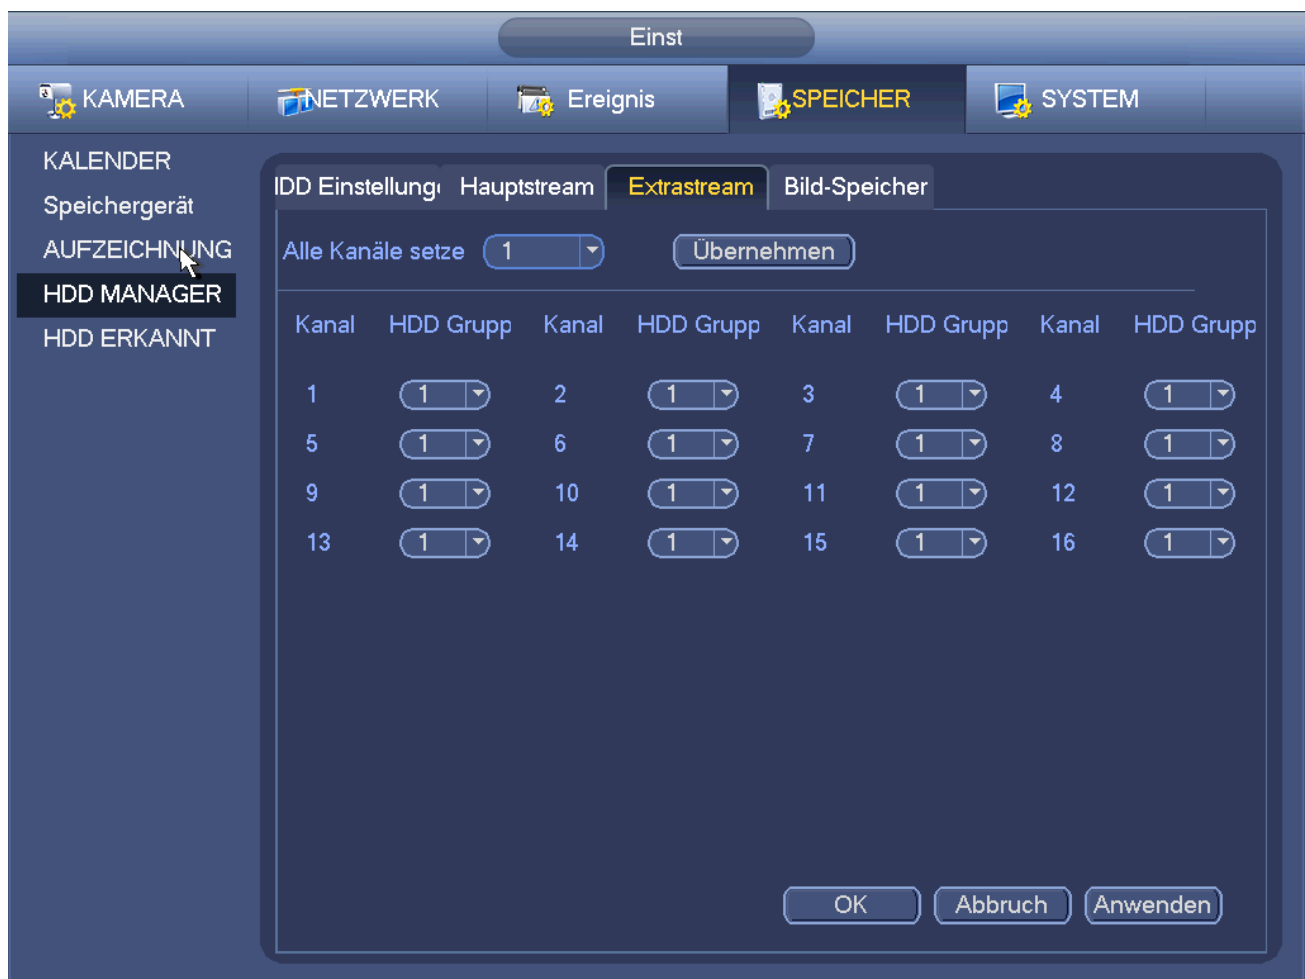 Einst
KAMERA NETZWERK Ereignis SPEICHER SYSTEM
KALENDER
Speichergerät
AUFZEICHNUNG
HDD MANAGER
HDD ERKANNT
IDD Einstellung Hauptstream Extrastream Bild-Speicher
Alle Kanäle setze 1 Übernehmen
Kanal HDD Grupp Kanal HDD Grupp Kanal HDD Grupp Kanal HDD Grupp
1 1 2 1 3 1 4 1
5 1 6 1 7 1 8 1
9 1 10 1 11 1 12 1
13 1 14 1 15 1 16 1
OK Abbruch Anwenden